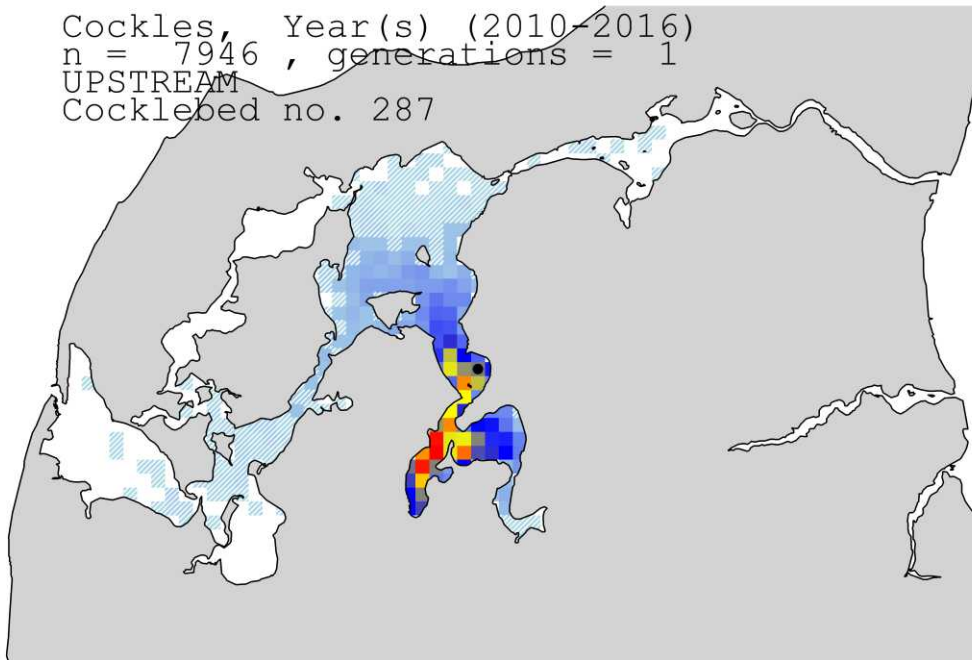 Cockles, Year(s) (2010-2016)
n = 7946 , generations = 1
UPSTREAM
Cocklebed no. 287